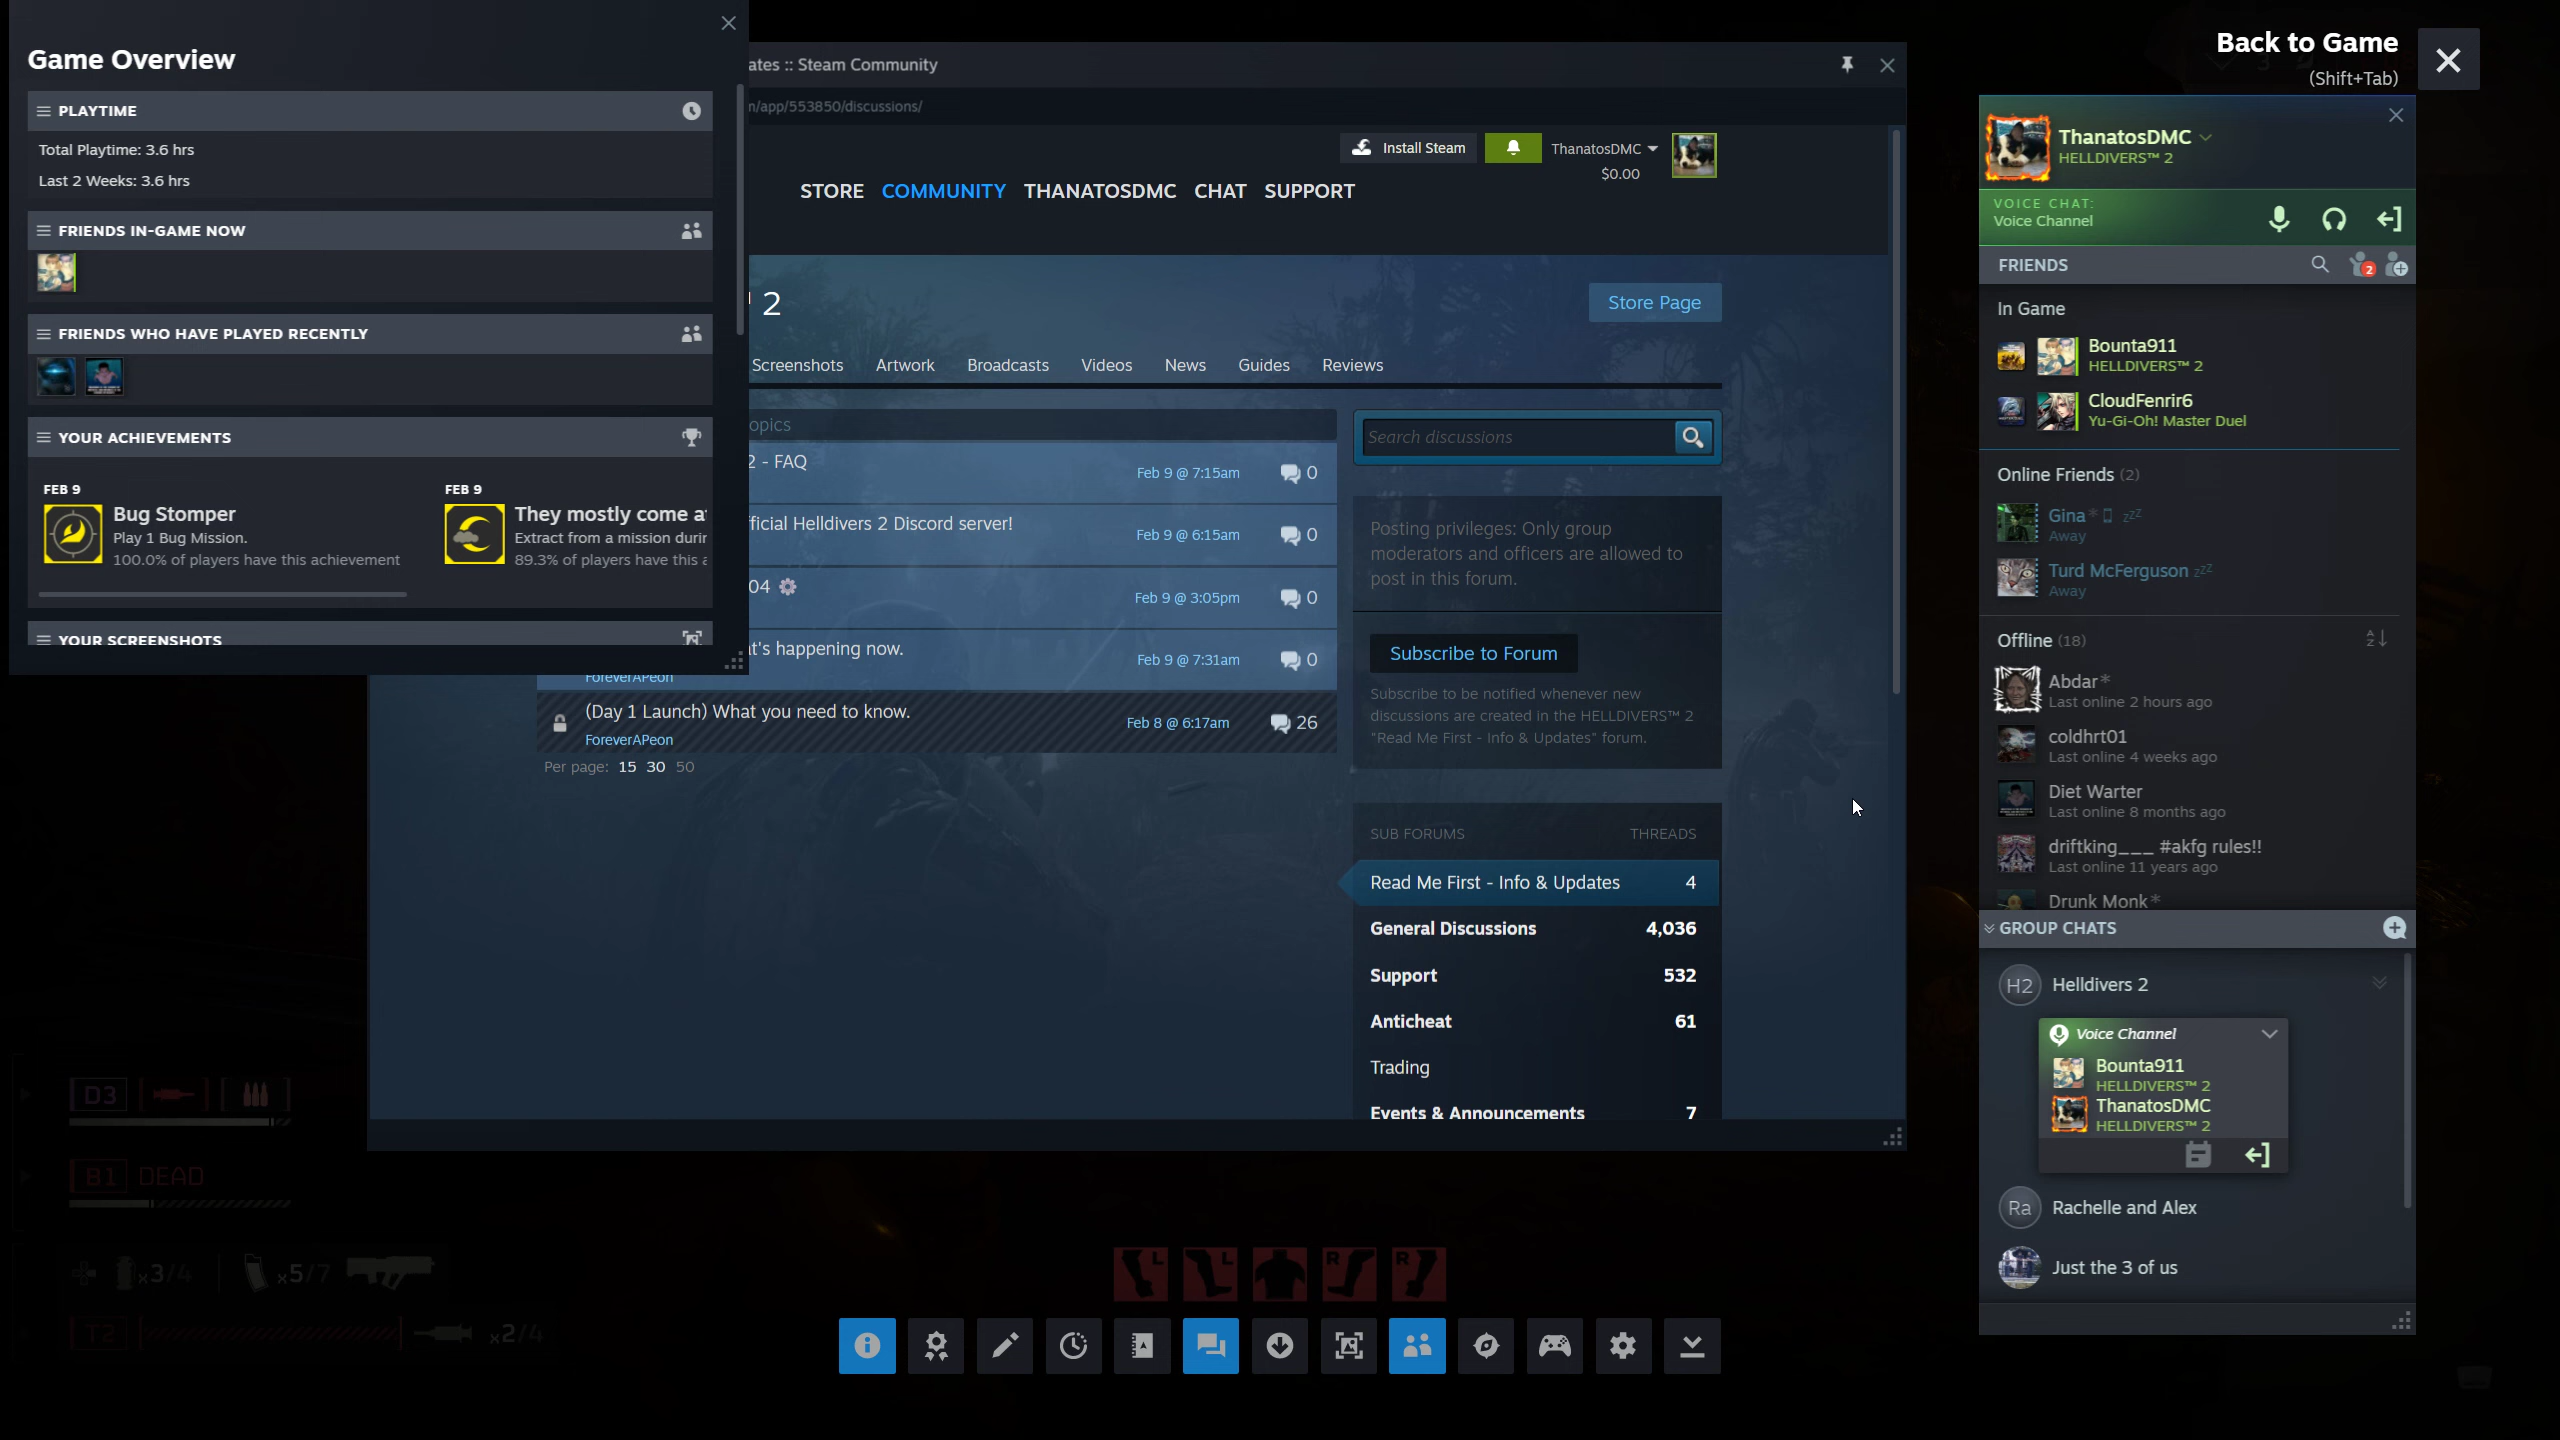 Game Overview
PLAYTIME
Total Playtime: 3.6 hrs
Last 2 Weeks: 3.6 hrs
FRIENDS IN-GAME NOW
FRIENDS WHO HAVE PLAYED RECENTLY
YOUR ACHIEVEMENTS
FEB 9
Bug Stomper
Play 1 Bug Mission.
100.0% of players have this achievement
FEB 9
They mostly come a
Extract from a mission durin
89.3% of players have this a
YOUR SCREENSHOTS
ates :: Steam Community
n/app/553850/discussions/
Install Steam
ThanatosDMC
$0.00
STORE COMMUNITY THANATOSDMC CHAT SUPPORT
2
Store Page
Screenshots Artwork Broadcasts Videos News Guides Reviews
opics
2 - FAQ
Feb 9 @ 7:15am
0
fficial Helldivers 2 Discord server!
Feb 9 @ 6:15am
0
04
Feb 9 @ 3:05pm
0
at's happening now.
Feb 9 @ 7:31am
0
ForeverAPeon
(Day 1 Launch) What you need to know.
Feb 8 @ 6:17am
26
ForeverAPeon
Per page: 15 30 50
Search discussions
Posting privileges: Only group
moderators and officers are allowed to
post in this forum.
Subscribe to Forum
Subscribe to be notified whenever new
discussions are created in the HELLDIVERS™ 2
"Read Me First - Info & Updates" forum.
SUB FORUMS THREADS
Read Me First - Info & Updates 4
General Discussions 4,036
Support 532
Anticheat 61
Trading
Events & Announcements 7
Back to Game
(Shift+Tab)
ThanatosDMC
HELLDIVERS™ 2
VOICE CHAT:
Voice Channel
FRIENDS
2
In Game
Bounta911
HELLDIVERS™ 2
CloudFenrir6
Yu-Gi-Oh! Master Duel
Online Friends (2)
Gina* zzZ
Away
Turd McFerguson zzZ
Away
Offline (18)
Abdar*
Last online 2 hours ago
coldhrt01
Last online 4 weeks ago
Diet Warter
Last online 8 months ago
driftking___ #akfg rules!!
Last online 11 years ago
Drunk Monk*
GROUP CHATS
H2 Helldivers 2
Voice Channel
Bounta911
HELLDIVERS™ 2
ThanatosDMC
HELLDIVERS™ 2
Ra Rachelle and Alex
Just the 3 of us
D3
B1 DEAD
x3/4 x5/7
T2 x2/4
L L R R